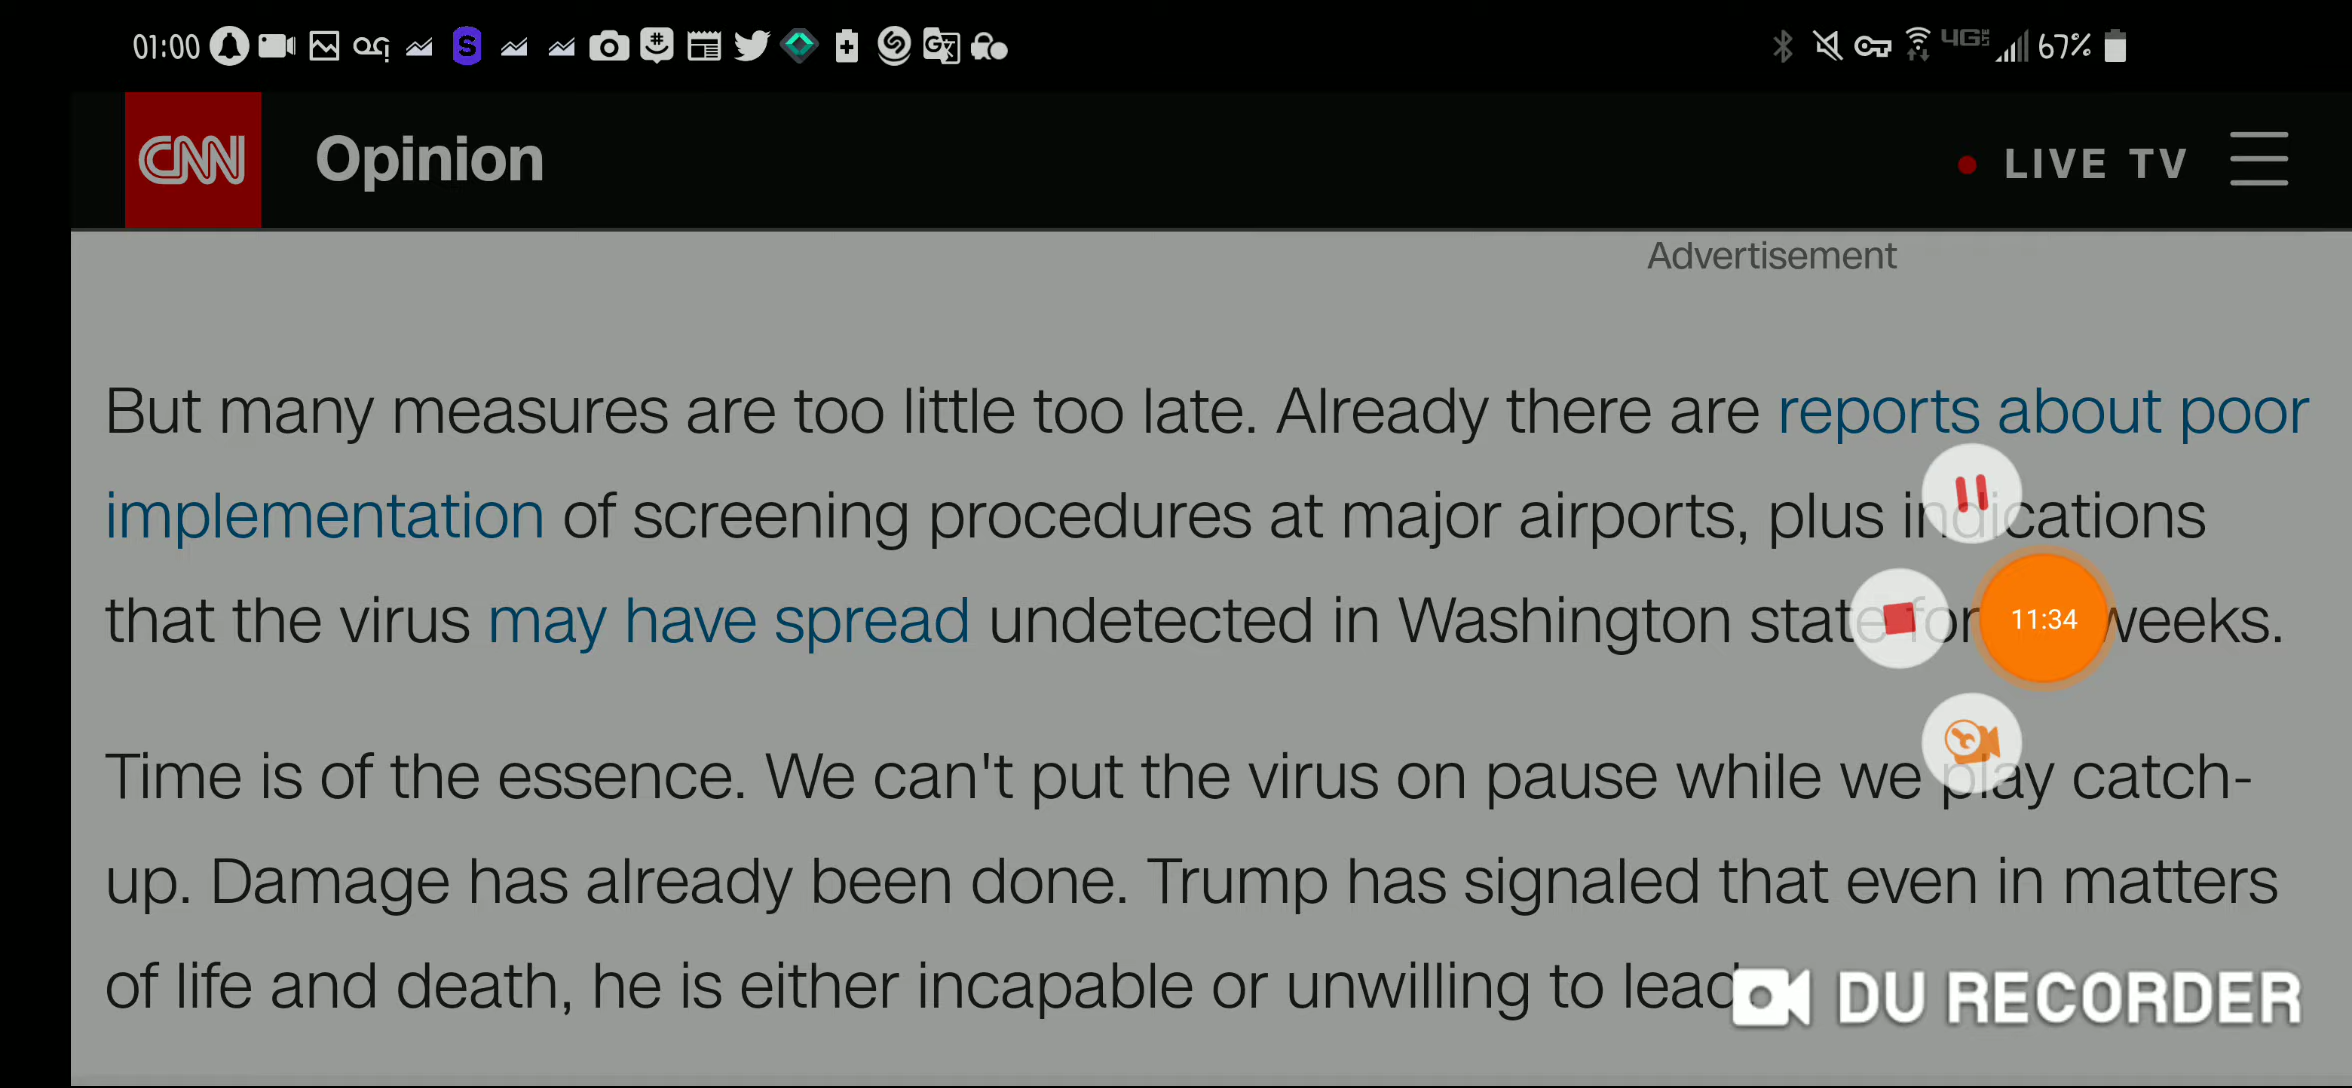 01:00 67%
CNN Opinion LIVE TV
Advertisement
But many measures are too little too late. Already there are reports about poor
implementation of screening procedures at major airports, plus indications
that the virus may have spread undetected in Washington state for weeks.
11:34
Time is of the essence. We can't put the virus on pause while we play catch-
up. Damage has already been done. Trump has signaled that even in matters
of life and death, he is either incapable or unwilling to lead
DU RECORDER